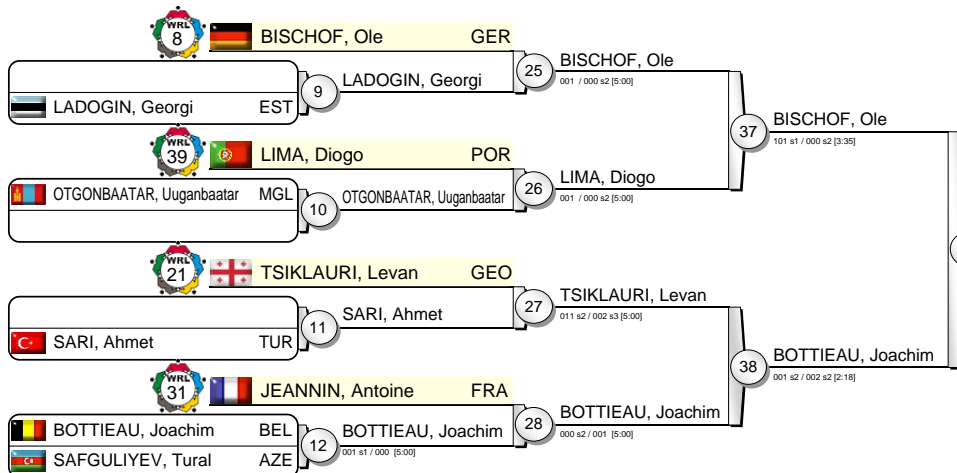 WRL
8
BISCHOF, Ole GER
LADOGIN, Georgi EST
9
LADOGIN, Georgi
25
BISCHOF, Ole
001 / 000 s2 [5:00]
WRL
39
LIMA, Diogo POR
OTGONBAATAR, Uuganbaatar MGL
10
OTGONBAATAR, Uuganbaatar
26
LIMA, Diogo
001 / 000 s2 [5:00]
37
BISCHOF, Ole
101 s1 / 000 s2 [3:35]
WRL
21
TSIKLAURI, Levan GEO
SARI, Ahmet TUR
11
SARI, Ahmet
27
TSIKLAURI, Levan
011 s2 / 002 s3 [5:00]
WRL
31
JEANNIN, Antoine FRA
BOTTIEAU, Joachim BEL
SAFGULIYEV, Tural AZE
12
BOTTIEAU, Joachim
001 s1 / 000 [5:00]
28
BOTTIEAU, Joachim
000 s2 / 001 [5:00]
38
BOTTIEAU, Joachim
001 s2 / 002 s2 [2:18]